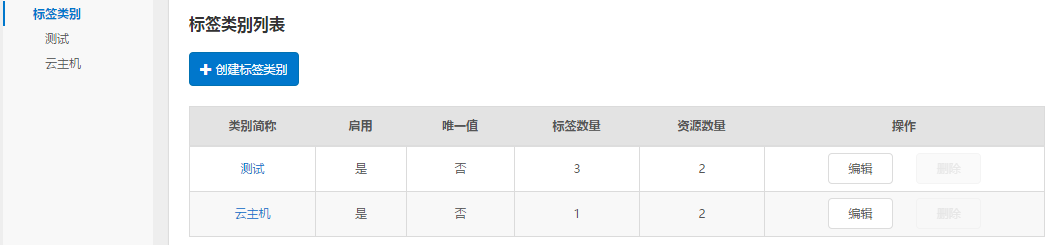 标签类别
测试
云主机
标签类别列表
创建标签类别
类别简称 启用 唯一值 标签数量 资源数量 操作
测试 是 否 3 2 编辑 删除
云主机 是 否 1 2 编辑 删除